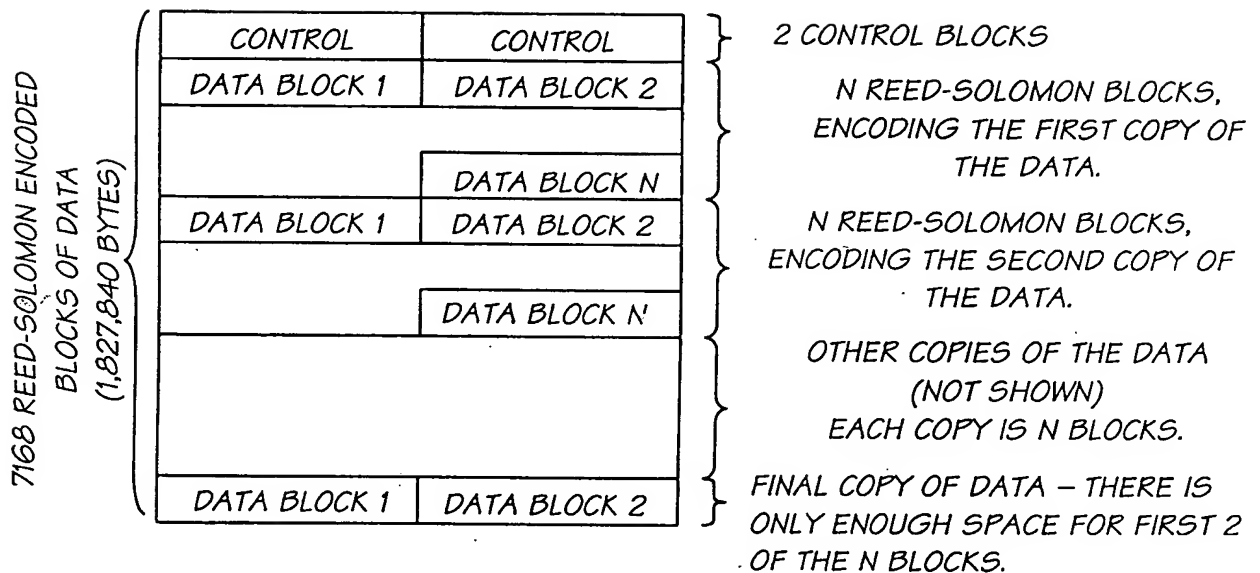 7168 REED-SOLOMON ENCODED
BLOCKS OF DATA
(1,827,840 BYTES)
CONTROL CONTROL
2 CONTROL BLOCKS
DATA BLOCK 1 DATA BLOCK 2
N REED-SOLOMON BLOCKS,
ENCODING THE FIRST COPY OF
THE DATA.
DATA BLOCK N
DATA BLOCK 1 DATA BLOCK 2
N REED-SOLOMON BLOCKS,
ENCODING THE SECOND COPY OF
THE DATA.
DATA BLOCK N
OTHER COPIES OF THE DATA
(NOT SHOWN)
EACH COPY IS N BLOCKS.
DATA BLOCK 1 DATA BLOCK 2
FINAL COPY OF DATA – THERE IS
ONLY ENOUGH SPACE FOR FIRST 2
OF THE N BLOCKS.